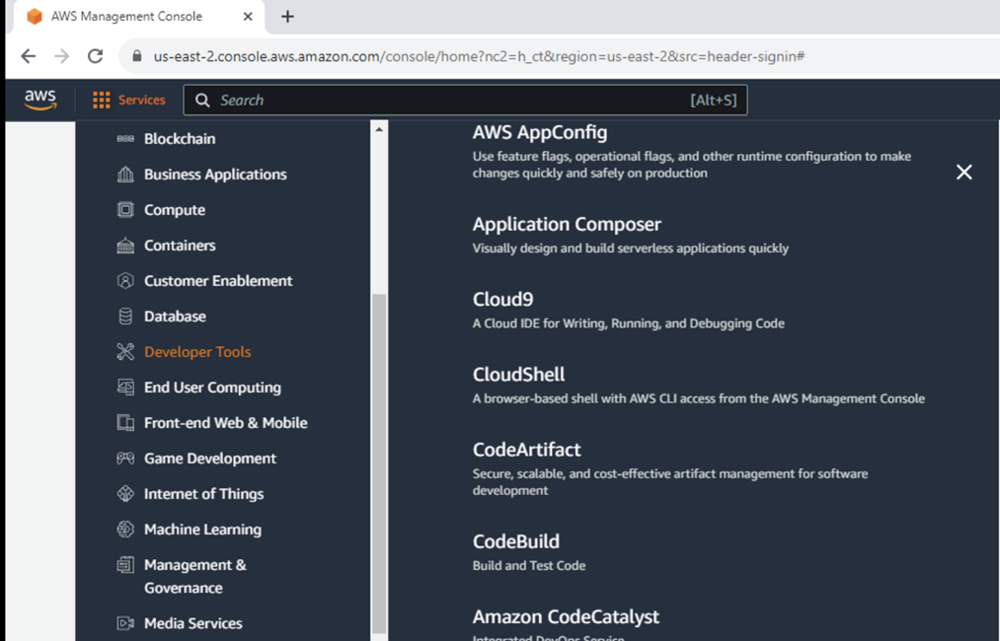 AWS Management Console
us-east-2.console.aws.amazon.com/console/home?nc2=h_ct&region=us-east-2&src=header-signin#
aws
Services
Search
[Alt+S]
Blockchain
Business Applications
Compute
Containers
Customer Enablement
Database
Developer Tools
End User Computing
Front-end Web & Mobile
Game Development
Internet of Things
Machine Learning
Management &
Governance
Media Services
AWS AppConfig
Use feature flags, operational flags, and other runtime configuration to make
changes quickly and safely on production
Application Composer
Visually design and build serverless applications quickly
Cloud9
A Cloud IDE for Writing, Running, and Debugging Code
CloudShell
A browser-based shell with AWS CLI access from the AWS Management Console
CodeArtifact
Secure, scalable, and cost-effective artifact management for software
development
CodeBuild
Build and Test Code
Amazon CodeCatalyst
Integrated DevOps Service